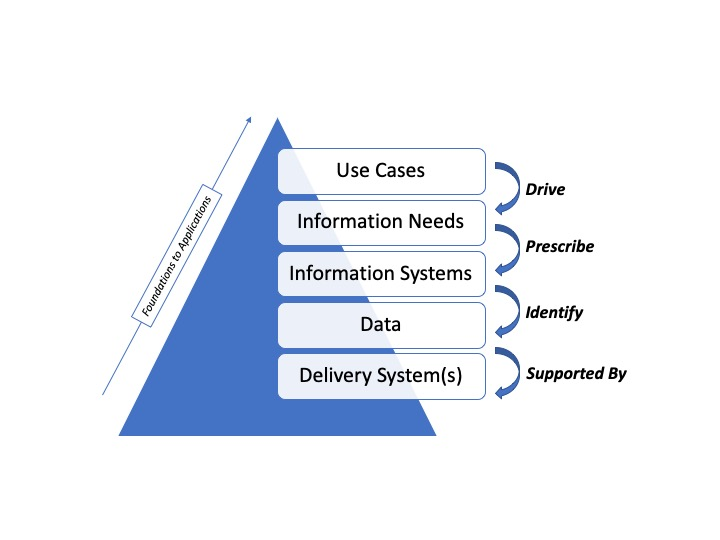 Foundations to Applications
Use Cases
Drive
Information Needs
Prescribe
Information Systems
Identify
Data
Supported By
Delivery System(s)